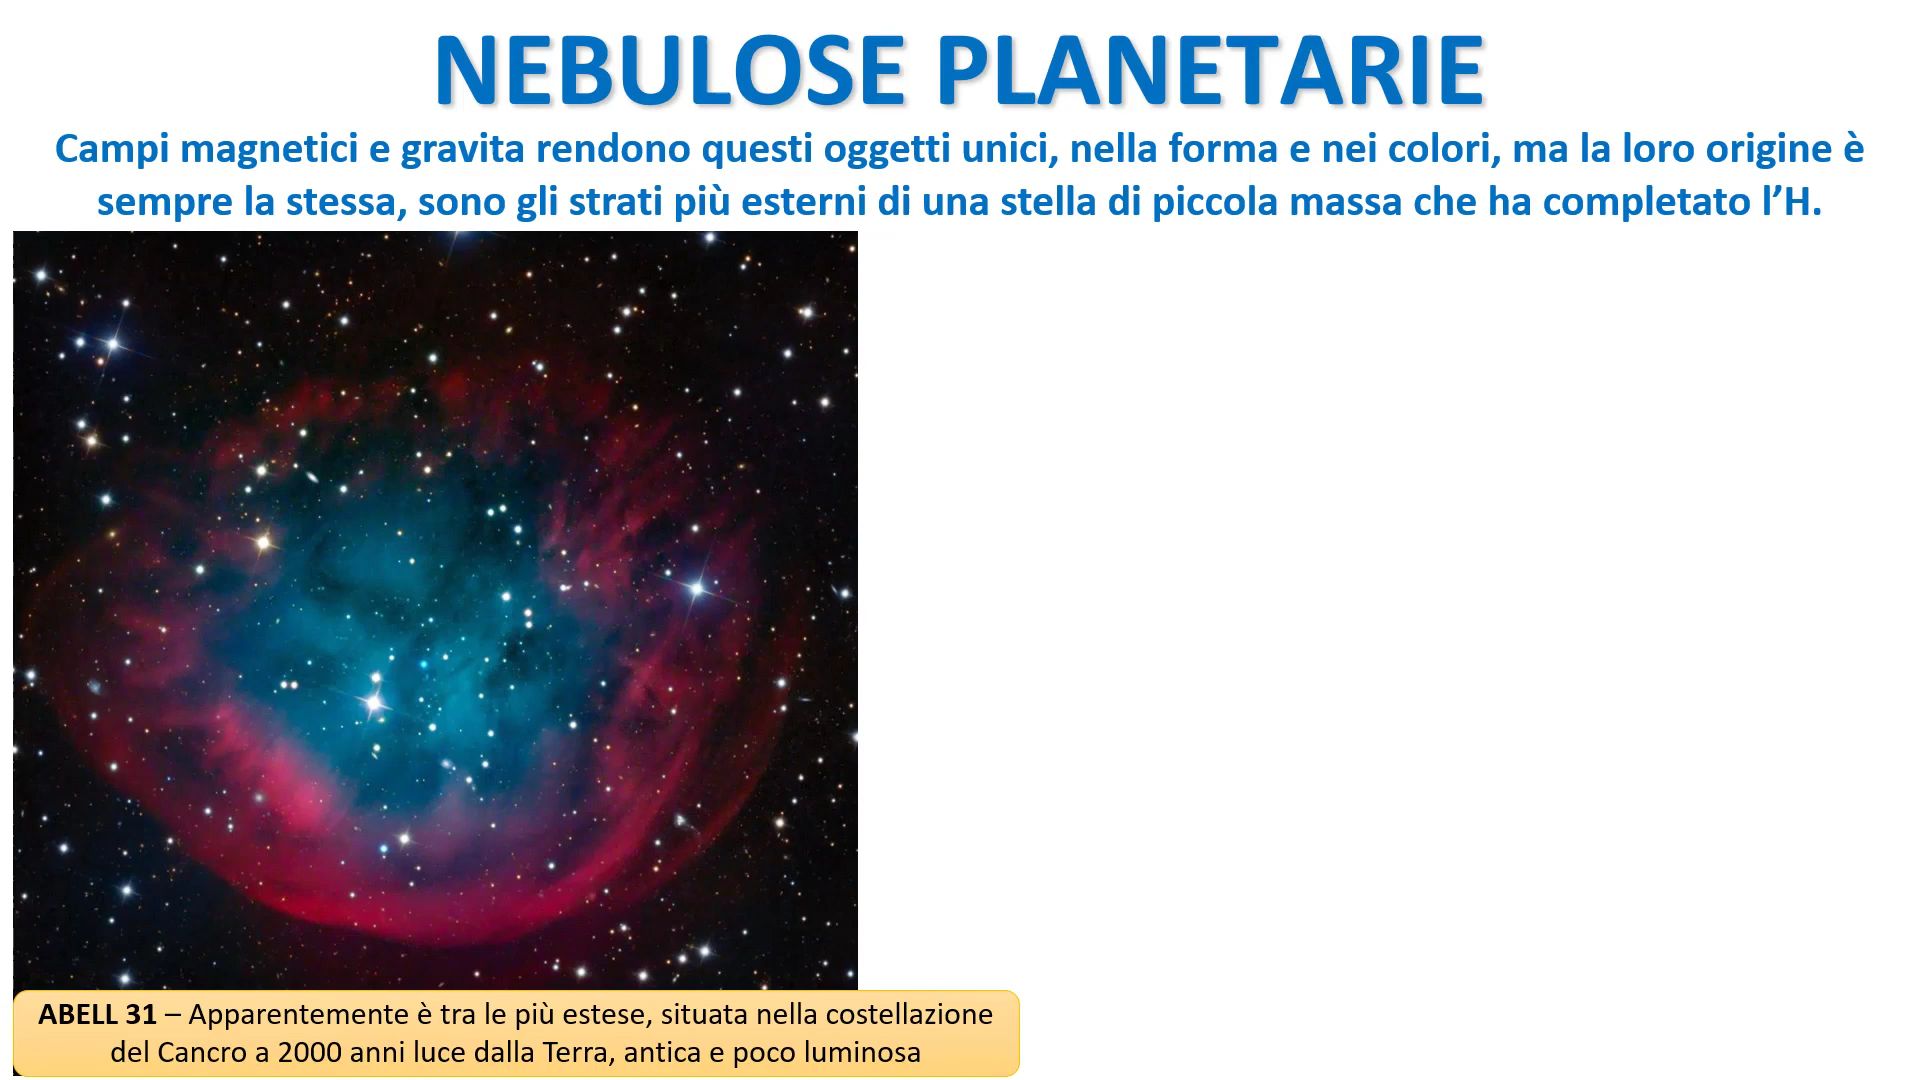 NEBULOSE PLANETARIE
Campi magnetici e gravita rendono questi oggetti unici, nella forma e nei colori, ma la loro origine è
sempre la stessa, sono gli strati più esterni di una stella di piccola massa che ha completato l’H.
ABELL 31 – Apparentemente è tra le più estese, situata nella costellazione
del Cancro a 2000 anni luce dalla Terra, antica e poco luminosa